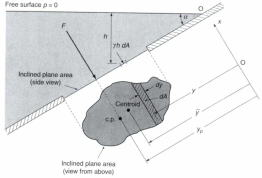 Free surface p = 0
O
α
F
h
x
γh dA
Inclined plane area
(side view)
O
dy
dA
y
Centroid
ȳ
c.p.
y_p
Inclined plane area
(view from above)